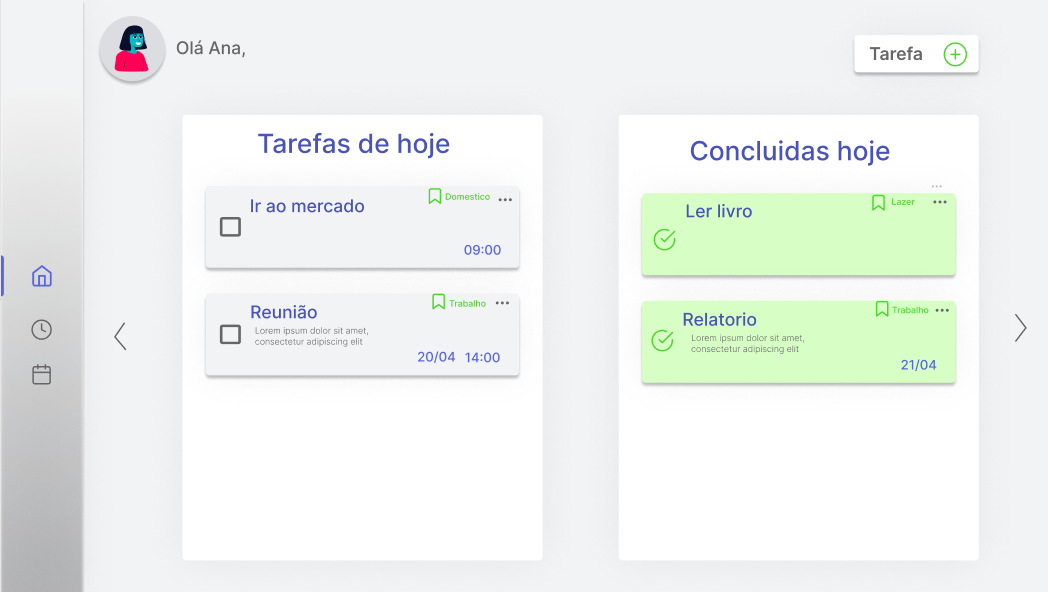 Olá Ana,
Tarefa
Tarefas de hoje
Ir ao mercado
Domestico
09:00
Reunião
Trabalho
Lorem ipsum dolor sit amet,
consectetur adipiscing elit
20/04 14:00
Concluidas hoje
Ler livro
Lazer
Relatorio
Trabalho
Lorem ipsum dolor sit amet,
consectetur adipiscing elit
21/04